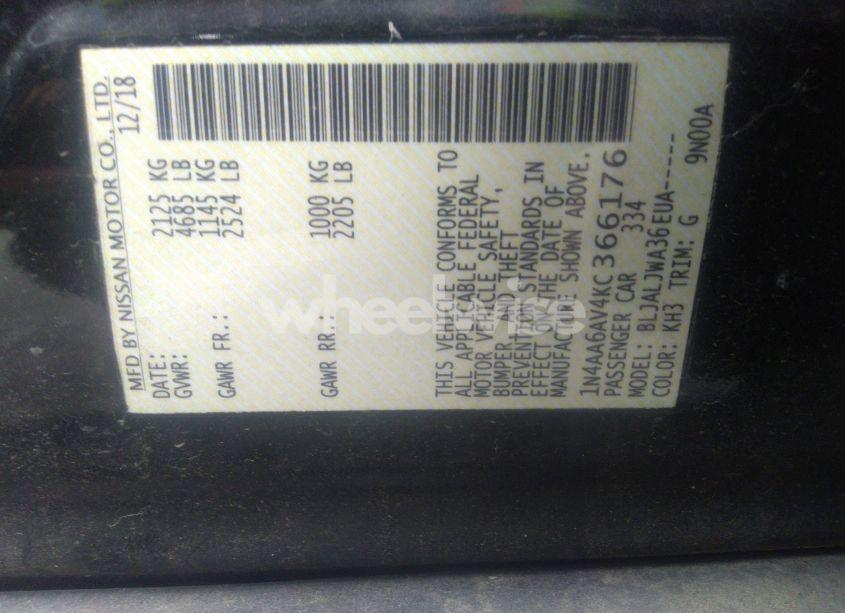 MFD BY NISSAN MOTOR CO., LTD.
DATE: 12/18
GVWR: 2125 KG
4685 LB
GAWR FR.: 1145 KG
2524 LB
GAWR RR.: 1000 KG
2205 LB
THIS VEHICLE CONFORMS TO
ALL APPLICABLE FEDERAL
MOTOR VEHICLE SAFETY,
BUMPER, AND THEFT
PREVENTION STANDARDS IN
EFFECT ON THE DATE OF
MANUFACTURE SHOWN ABOVE.
1N4AA6AV4KC366176
PASSENGER CAR 334
MODEL: BLJALJWA36EUA-----
COLOR: KH3 TRIM: G 9N00A
wheelwise